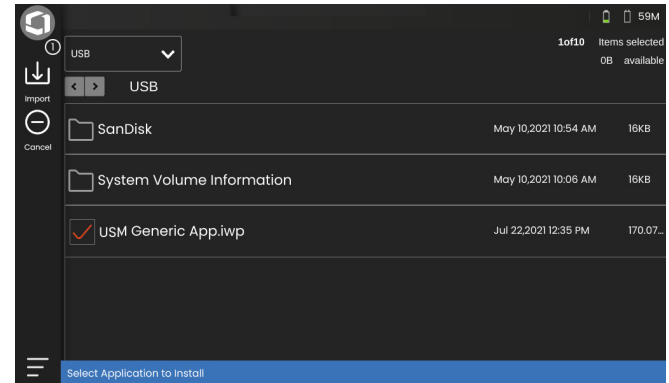 59M
1
USB
1of10 Items selected
0B available
Import
USB
Cancel
SanDisk May 10,2021 10:54 AM 16KB
System Volume Information May 10,2021 10:06 AM 16KB
USM Generic App.iwp Jul 22,2021 12:35 PM 170.07...
Select Application to Install